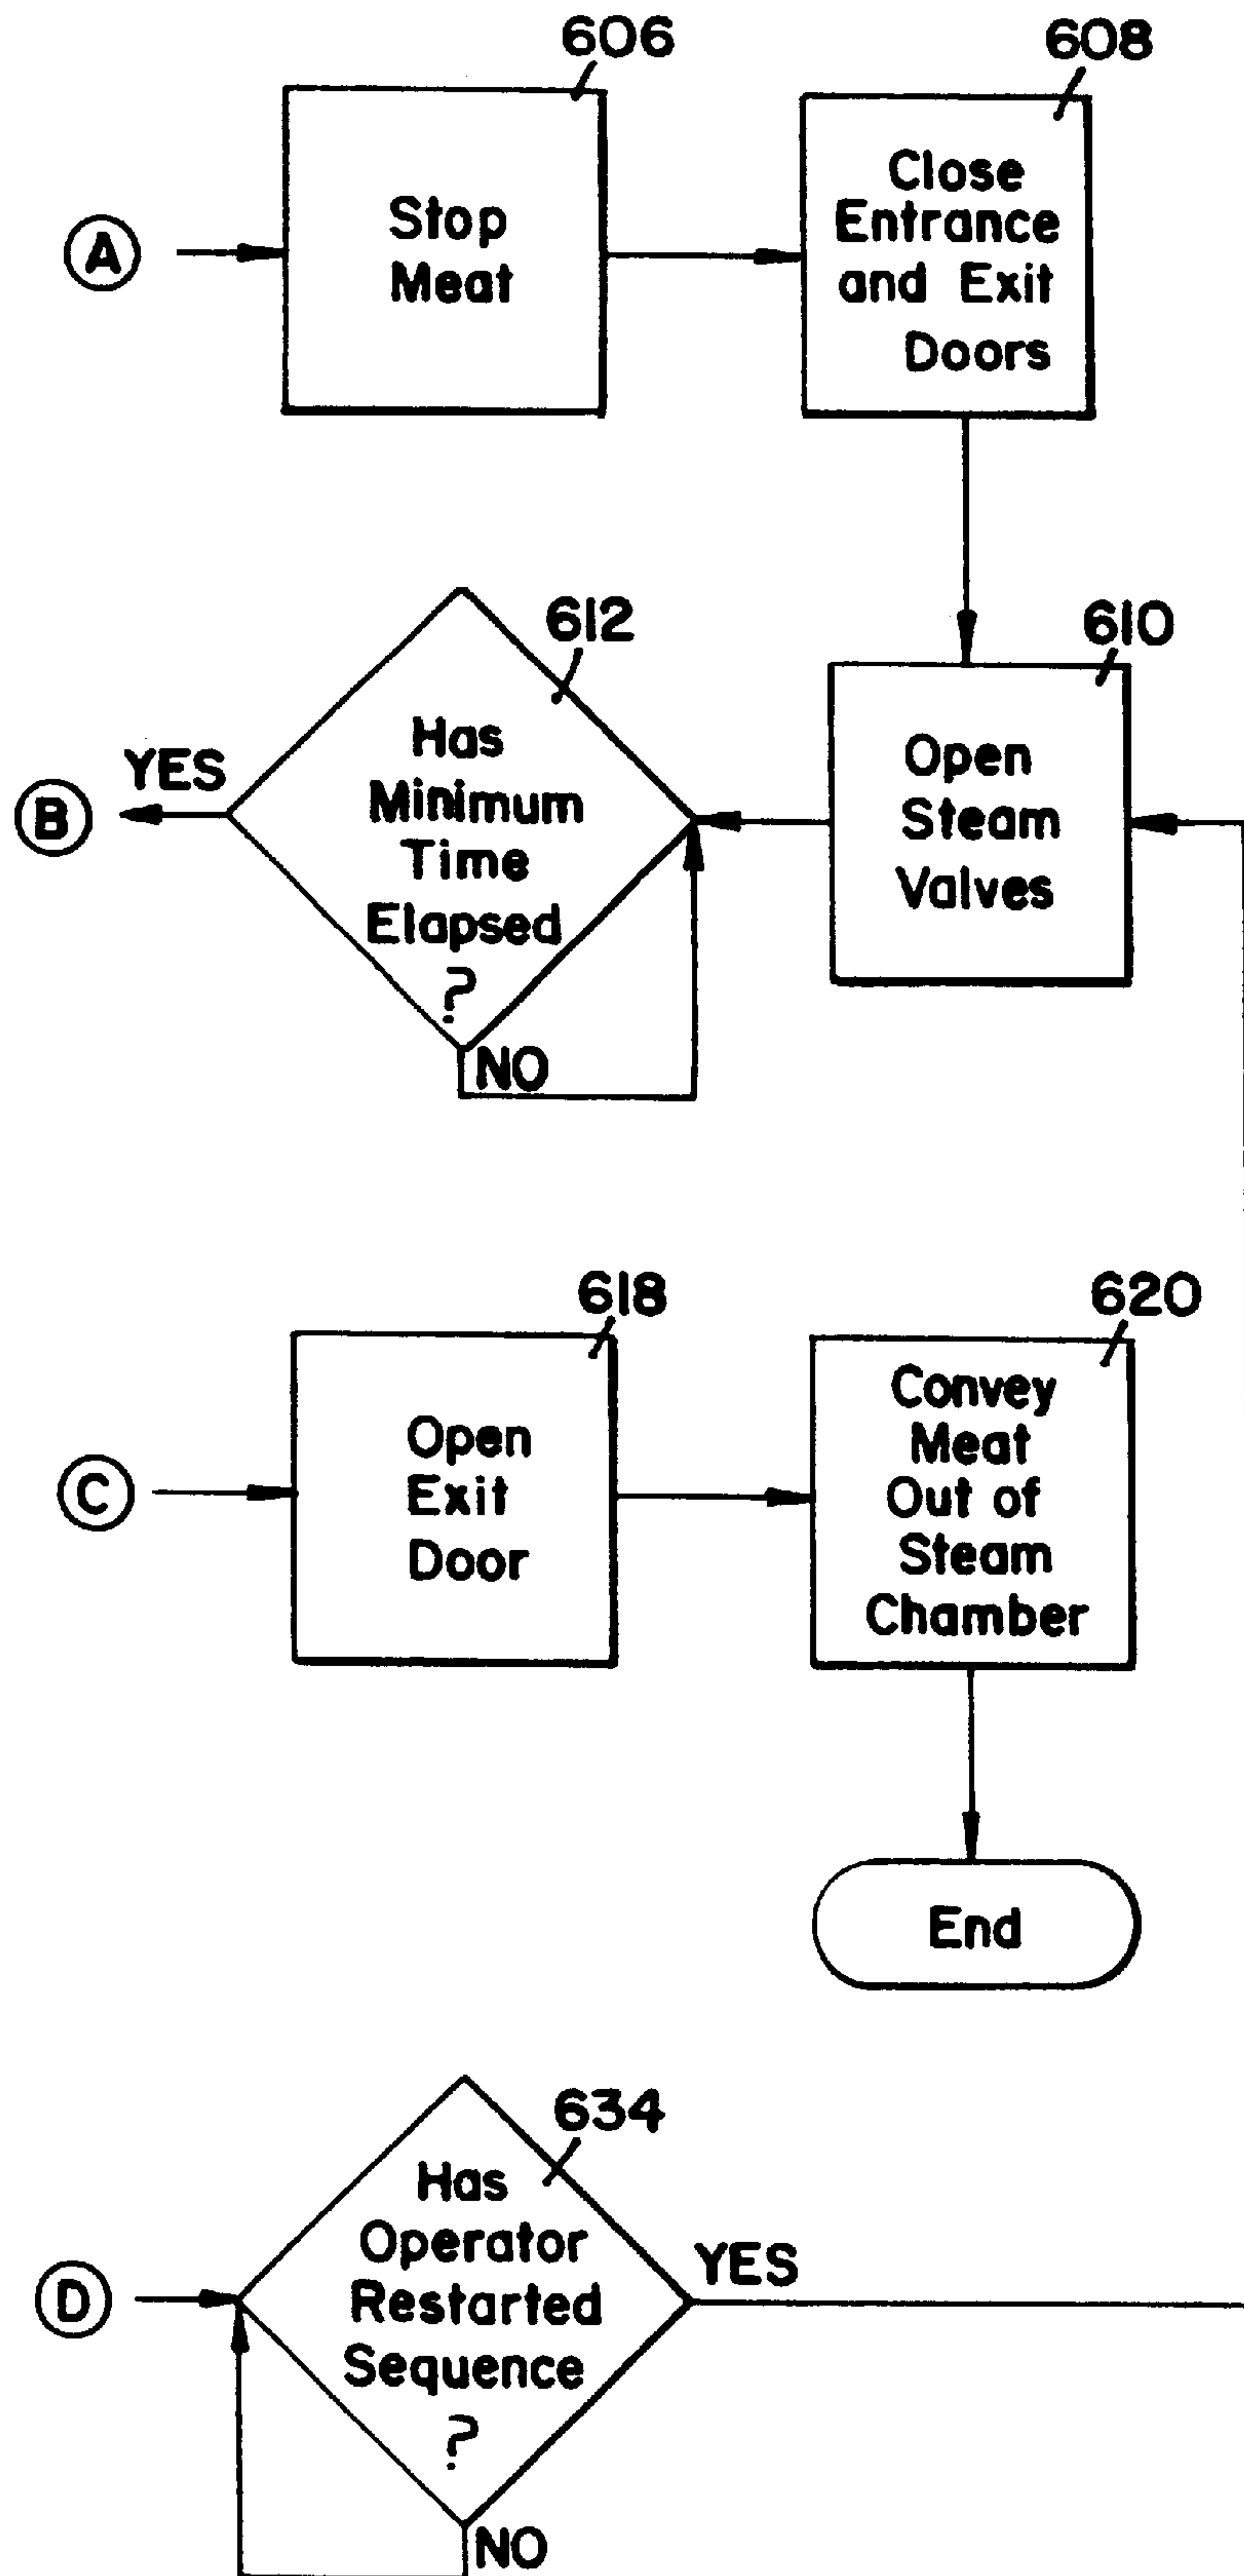 606
608
A
Stop
Meat
Close
Entrance
and Exit
Doors
612
610
B
YES
Has
Minimum
Time
Elapsed
?
NO
Open
Steam
Valves
618
620
C
Open
Exit
Door
Convey
Meat
Out of
Steam
Chamber
End
634
D
Has
Operator
Restarted
Sequence
?
YES
NO